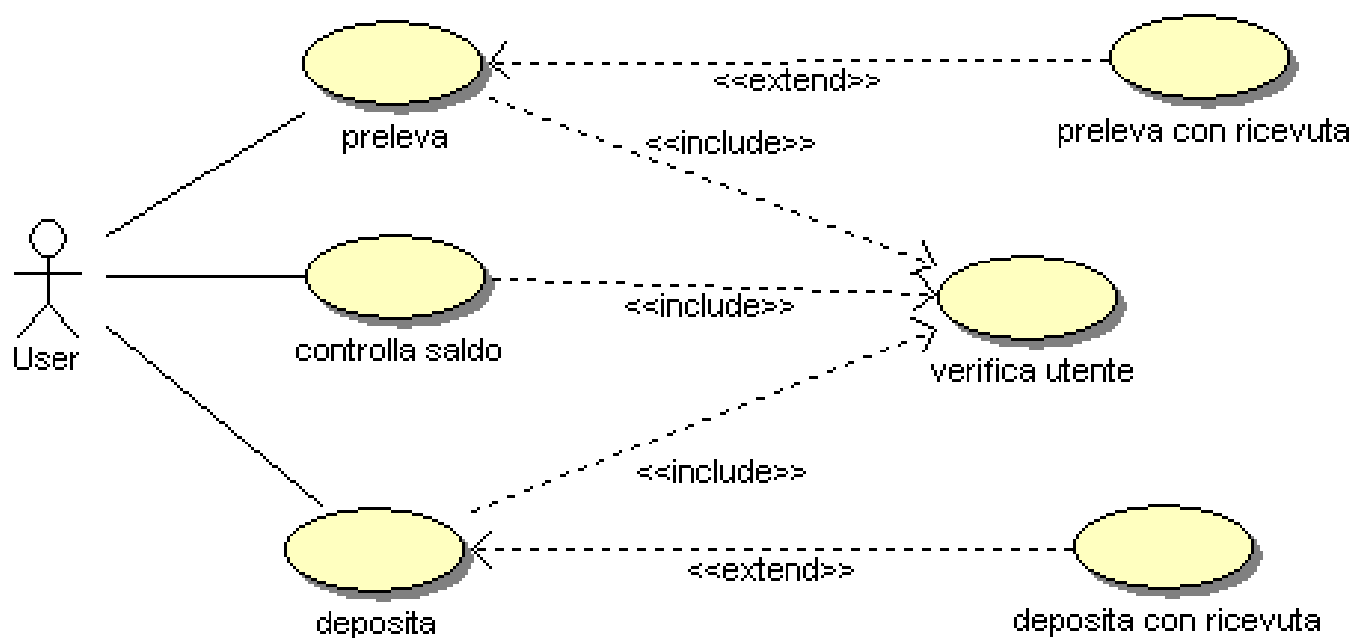 <<extend>>
preleva
preleva con ricevuta
<<include>>
User
controlla saldo
<<include>>
verifica utente
<<include>>
<<extend>>
deposita
deposita con ricevuta